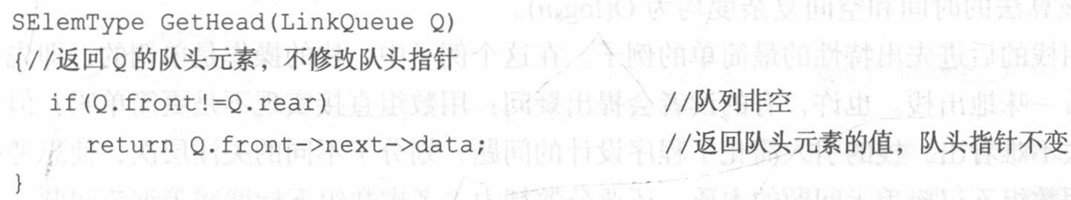 SElemType GetHead(LinkQueue Q)
{//返回Q的队头元素，不修改队头指针
if(Q.front!=Q.rear) //队列非空
return Q.front->next->data; //返回队头元素的值，队头指针不变
}